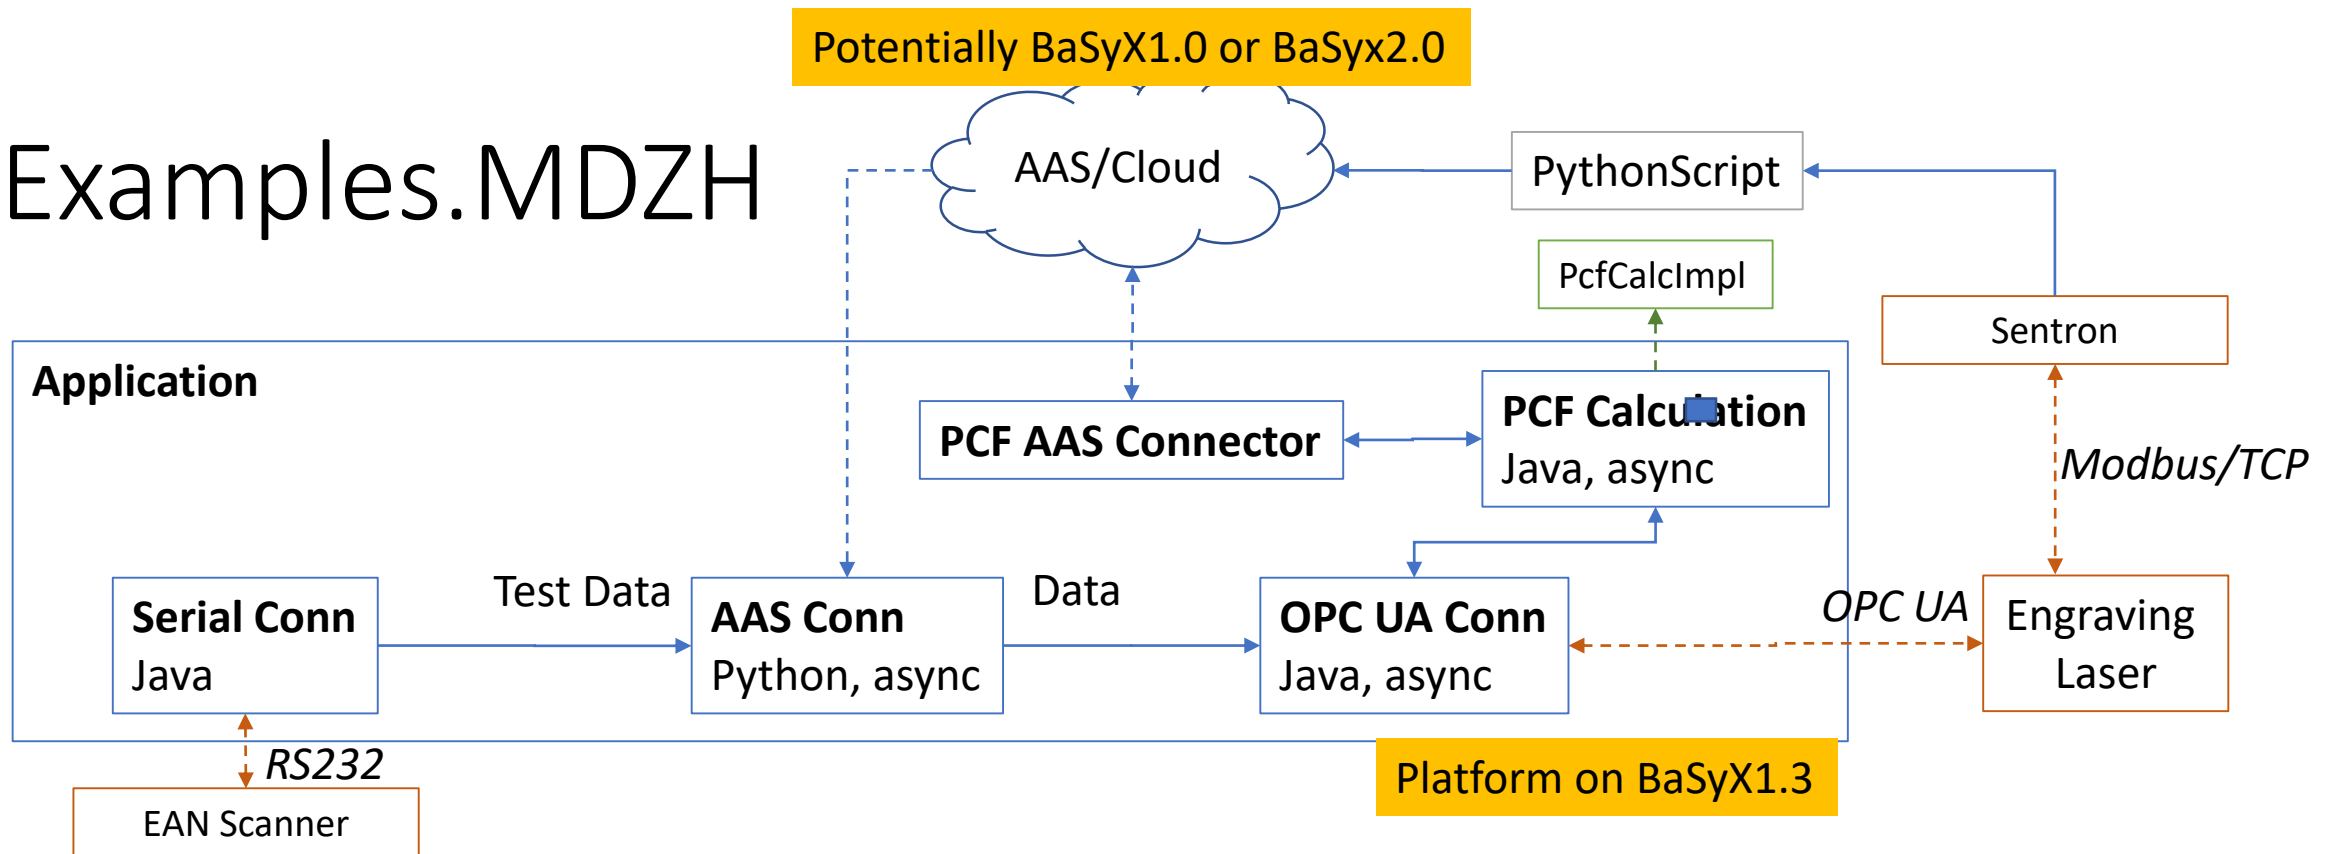 Potentially BaSyX1.0 or BaSyx2.0
Examples.MDZH
AAS/Cloud
PythonScript
PcfCalcImpl
Sentron
Application
PCF AAS Connector
PCF Calculation
Java, async
Modbus/TCP
Serial Conn
Java
Test Data
AAS Conn
Python, async
Data
OPC UA Conn
Java, async
OPC UA
Engraving
Laser
RS232
EAN Scanner
Platform on BaSyX1.3